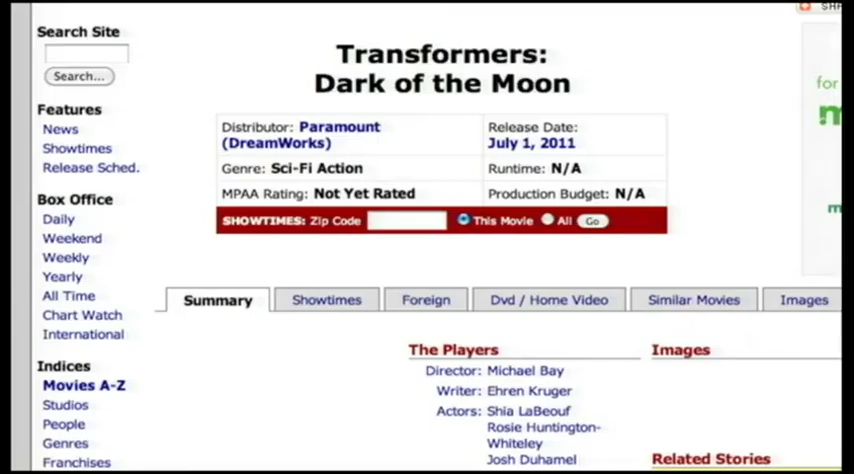 SHA
Search Site
Search...
Features
News
Showtimes
Release Sched.
Box Office
Daily
Weekend
Weekly
Yearly
All Time
Chart Watch
International
Indices
Movies A-Z
Studios
People
Genres
Franchises
Transformers:
Dark of the Moon
Distributor: Paramount
(DreamWorks)
Release Date:
July 1, 2011
Genre: Sci-Fi Action
Runtime: N/A
MPAA Rating: Not Yet Rated
Production Budget: N/A
SHOWTIMES: Zip Code
This Movie
All
Go
Summary
Showtimes
Foreign
Dvd / Home Video
Similar Movies
Images
The Players
Director: Michael Bay
Writer: Ehren Kruger
Actors: Shia LaBeouf
Rosie Huntington-
Whiteley
Josh Duhamel
Images
Related Stories
for
m
m